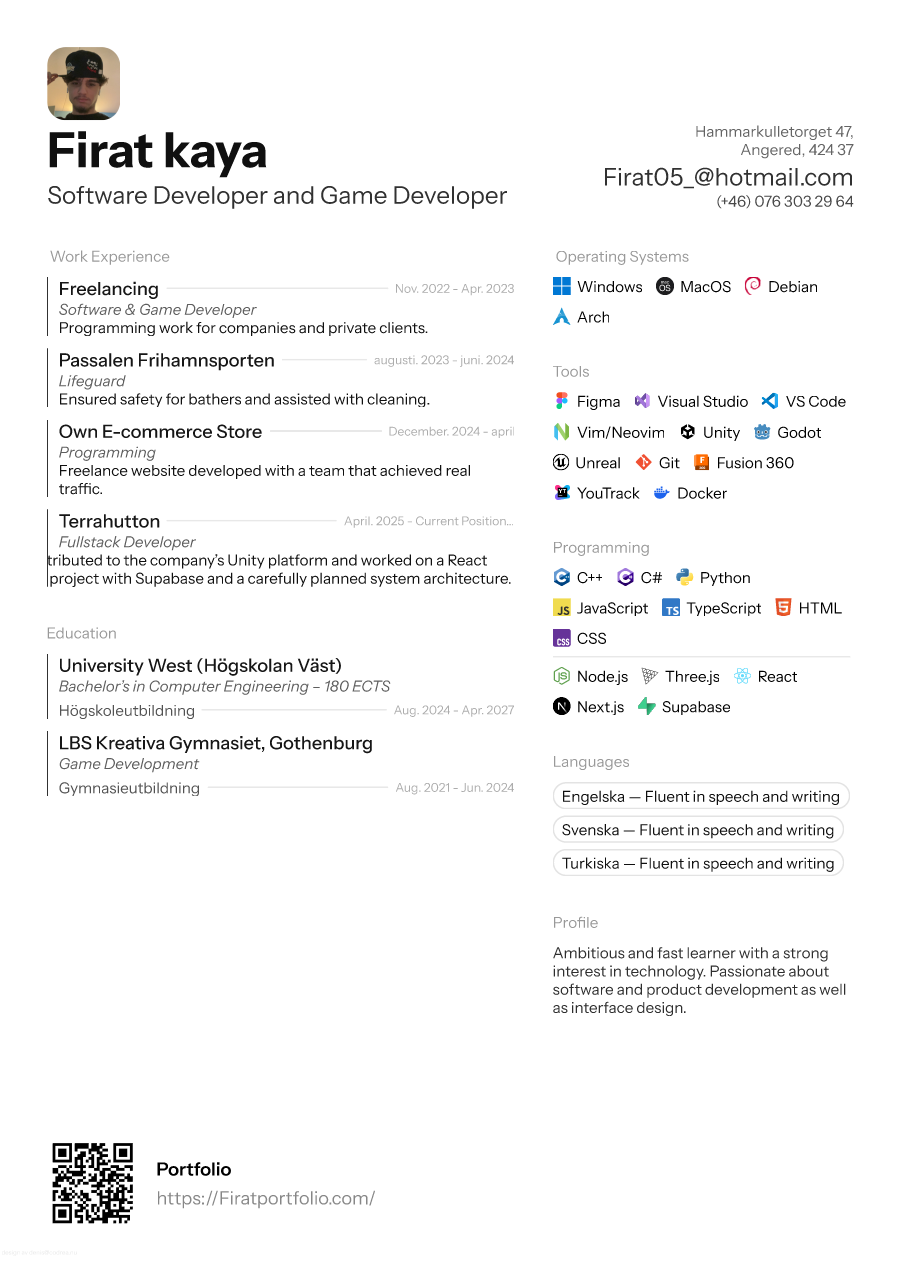 Firat kaya
Software Developer and Game Developer
Hammarkulletorget 47,
Angered, 424 37
Firat05_@hotmail.com
(+46) 076 303 29 64
Work Experience
Freelancing Nov. 2022 - Apr. 2023
Software & Game Developer
Programming work for companies and private clients.
Passalen Frihamnsporten augusti. 2023 - juni. 2024
Lifeguard
Ensured safety for bathers and assisted with cleaning.
Own E-commerce Store December. 2024 - april
Programming
Freelance website developed with a team that achieved real
traffic.
Terrahutton April. 2025 - Current Position...
Fullstack Developer
tributed to the company's Unity platform and worked on a React
project with Supabase and a carefully planned system architecture.
Education
University West (Högskolan Väst)
Bachelor's in Computer Engineering – 180 ECTS
Högskoleutbildning Aug. 2024 - Apr. 2027
LBS Kreativa Gymnasiet, Gothenburg
Game Development
Gymnasieutbildning Aug. 2021 - Jun. 2024
Operating Systems
Windows MacOS Debian
Arch
Tools
Figma Visual Studio VS Code
Vim/Neovim Unity Godot
Unreal Git Fusion 360
YouTrack Docker
Programming
C++ C# Python
JavaScript TypeScript HTML
CSS
Node.js Three.js React
Next.js Supabase
Languages
Engelska — Fluent in speech and writing
Svenska — Fluent in speech and writing
Turkiska — Fluent in speech and writing
Profile
Ambitious and fast learner with a strong
interest in technology. Passionate about
software and product development as well
as interface design.
Portfolio
https://Firatportfolio.com/